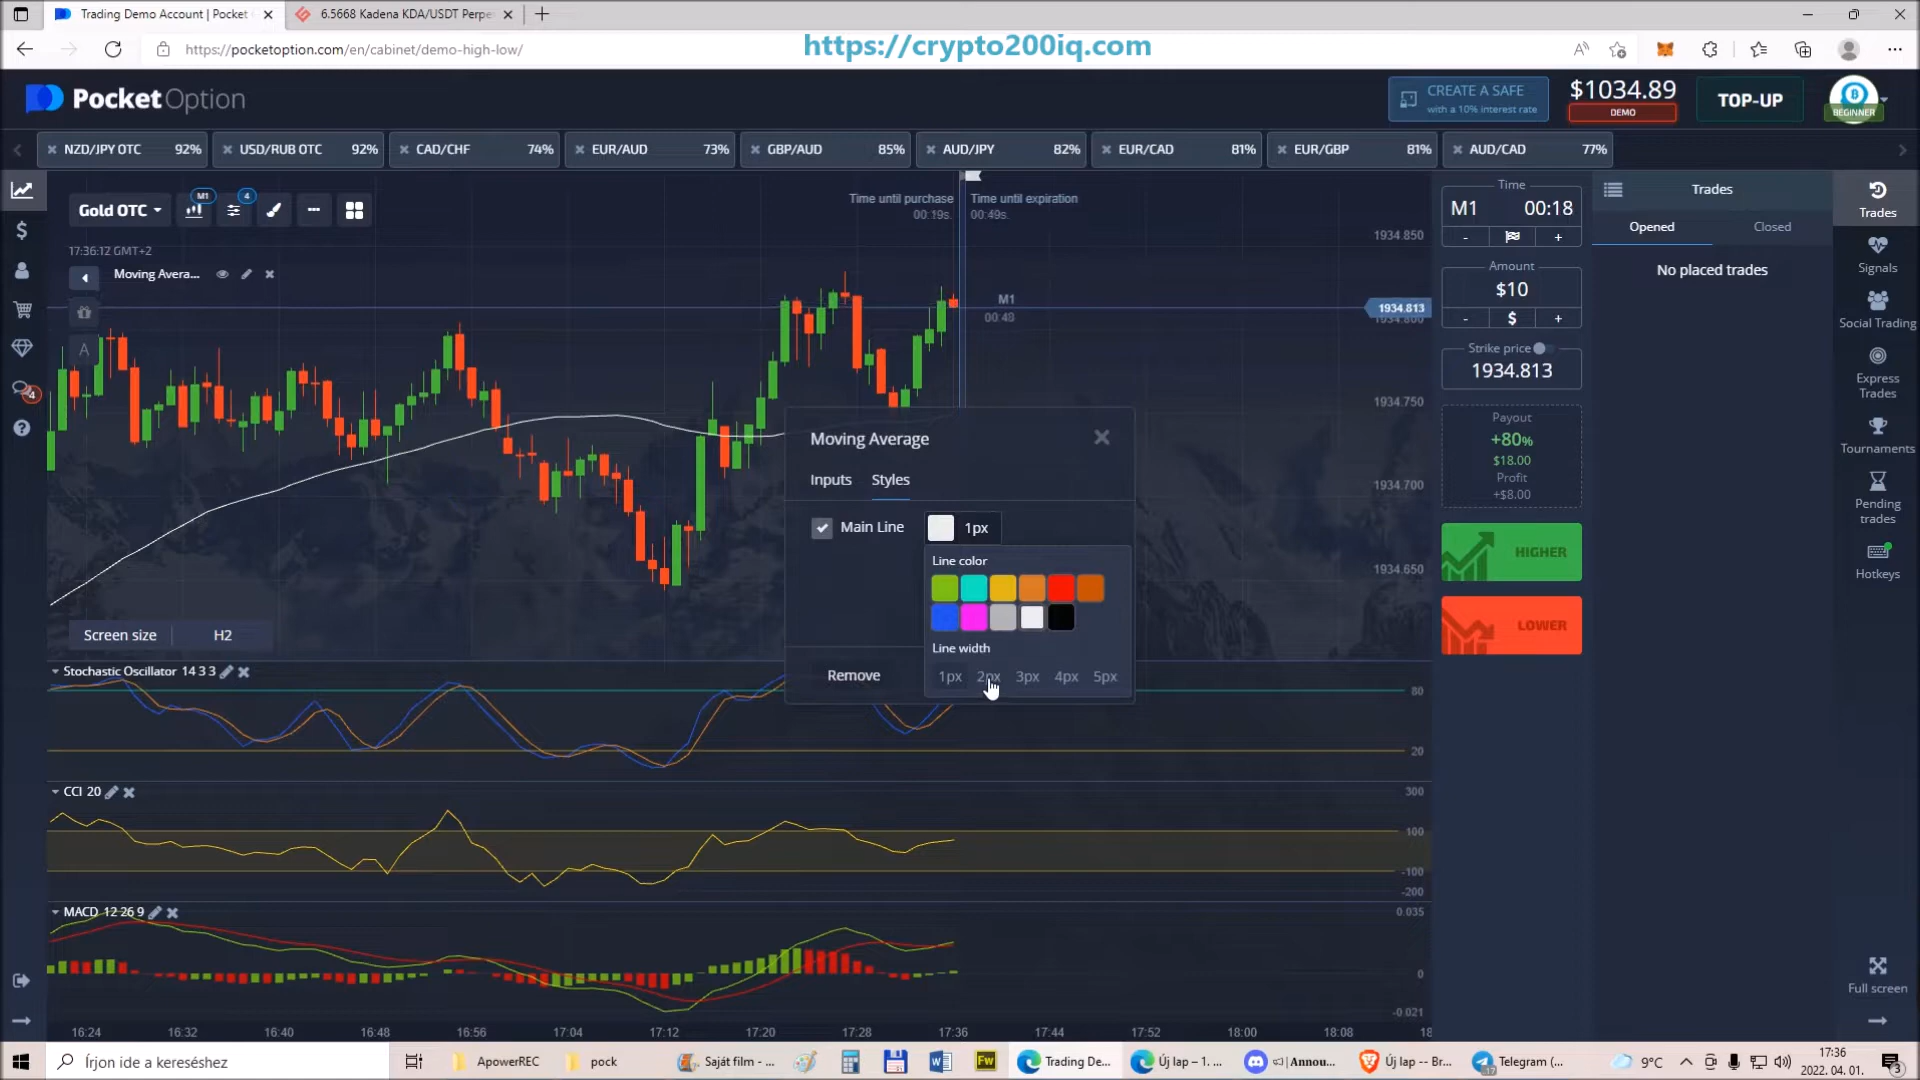 Trading Demo Account | Pocket
6.5668 Kadena KDA/USDT Perpe
https://pocketoption.com/en/cabinet/demo-high-low/
https://crypto200iq.com
PocketOption
CREATE A SAFE
with a 10% interest rate
$1034.89
DEMO
TOP-UP
BEGINNER
NZD/JPY OTC 92%
USD/RUB OTC 92%
CAD/CHF 74%
EUR/AUD 73%
GBP/AUD 85%
AUD/JPY 82%
EUR/CAD 81%
EUR/GBP 81%
AUD/CAD 77%
Gold OTC
M1
4
Time until purchase
00:19s.
Time until expiration
00:49s.
17:36:12 GMT+2
Moving Avera...
A
M1
00:48
1934.850
1934.813
1934.800
1934.750
1934.700
1934.650
Screen size H2
Moving Average
Inputs Styles
Main Line 1px
Line color
Line width
1px 2px 3px 4px 5px
Remove
Stochastic Oscillator 14 3 3
80
20
CCI 20
300
100
-100
-200
MACD 12 26 9
0.035
0
-0.021
16:24 16:32 16:40 16:48 16:56 17:04 17:12 17:20 17:28 17:36 17:44 17:52 18:00 18:08 18
Time
M1 00:18
- +
Amount
$10
- $ +
Strike price
1934.813
Payout
+80%
$18.00
Profit
+$8.00
HIGHER
LOWER
Trades
Opened Closed
No placed trades
Trades
Signals
Social Trading
Express
Trades
Tournaments
Pending
trades
Hotkeys
Full screen
4
Írjon ide a kereséshez
ApowerREC
pock
Saját film - ...
Fw
Trading De...
Új lap – 1. ...
Annou...
Új lap -- Br...
Telegram (...
17
9°C
17:36
2022. 04. 01.
3